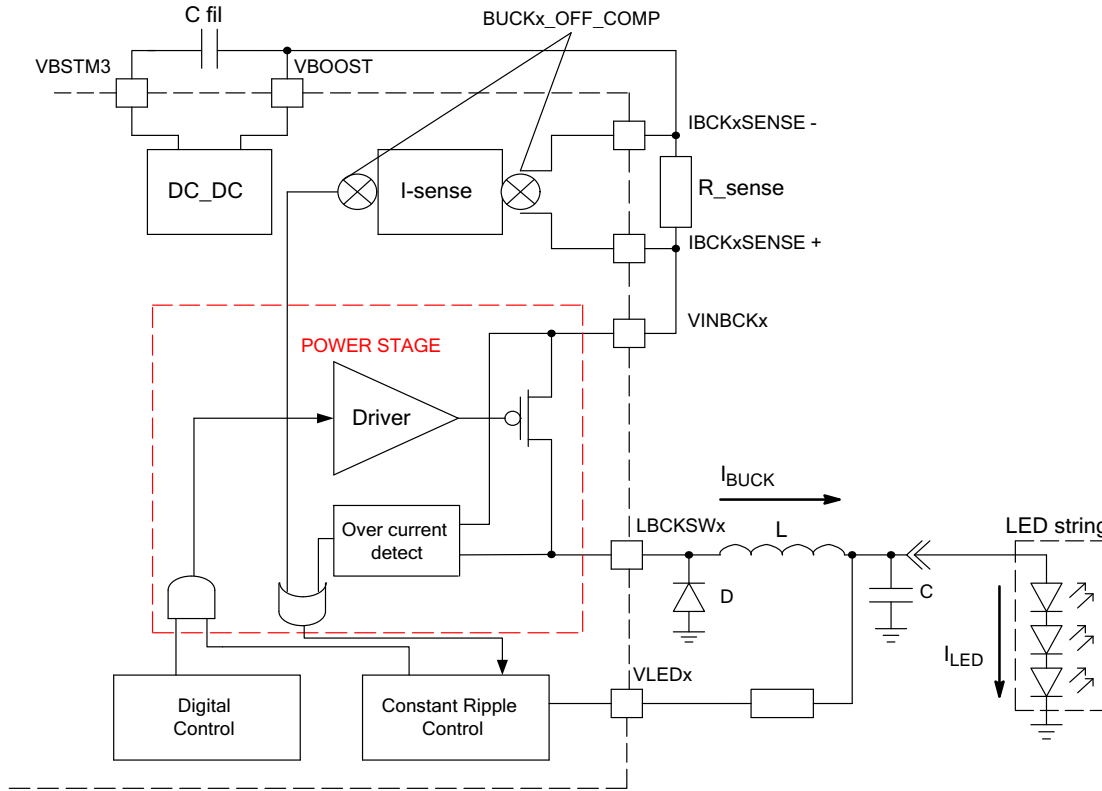 C fil
BUCKx_OFF_COMP
VBSTM3
VBOOST
IBCKxSENSE -
DC_DC
I-sense
R_sense
IBCKxSENSE +
VINBCKx
POWER STAGE
Driver
IBUCK
LBCKSWx
L
LED string
Over current
detect
D
C
ILED
VLEDx
Digital
Control
Constant Ripple
Control